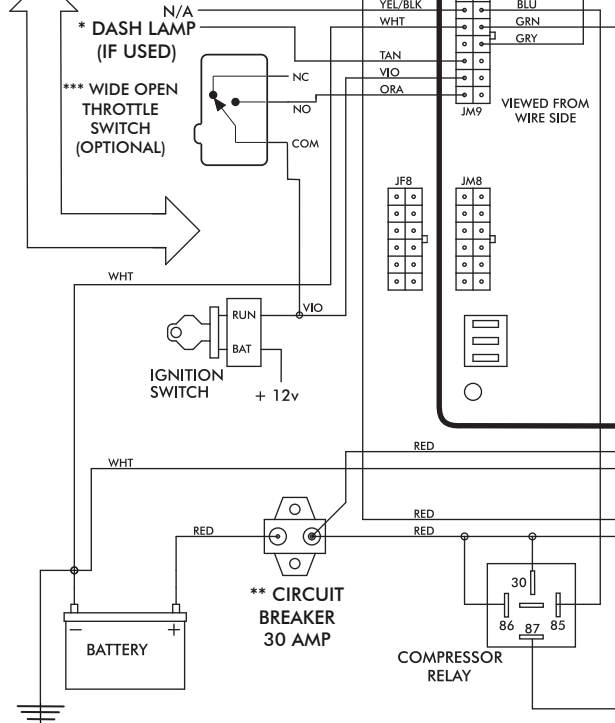 YEL/BLK
BLU
N/A
WHT
GRN
* DASH LAMP
(IF USED)
GRY
TAN
NC
VIO
*** WIDE OPEN
THROTTLE
SWITCH
(OPTIONAL)
ORA
NO
JM9
VIEWED FROM
WIRE SIDE
COM
JF8
JM8
WHT
RUN
VIO
BAT
IGNITION
SWITCH
+ 12v
RED
WHT
RED
RED
RED
** CIRCUIT
BREAKER
30 AMP
30
86
87
85
−
+
BATTERY
COMPRESSOR
RELAY